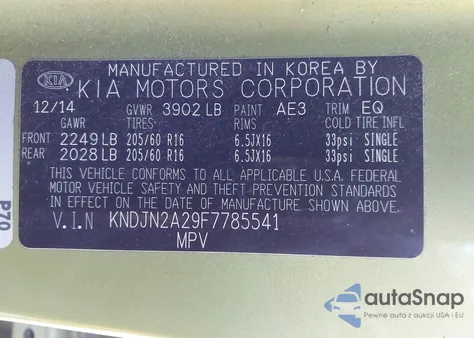 MANUFACTURED IN KOREA BY
KIA
KIA MOTORS CORPORATION
12/14 GVWR 3902 LB PAINT AE3 TRIM EQ
GAWR TIRES RIMS COLD TIRE INFL
FRONT 2249 LB 205/60 R16 6.5JX16 33psi SINGLE
REAR 2028 LB 205/60 R16 6.5JX16 33psi SINGLE
THIS VEHICLE CONFORMS TO ALL APPLICABLE U.S.A. FEDERAL
MOTOR VEHICLE SAFETY AND THEFT PREVENTION STANDARDS
IN EFFECT ON THE DATE OF MANUFACTURE SHOWN ABOVE
V.I.N KNDJN2A29F7785541
MPV
P70
autoSnap
Pewne auta z aukcji USA i EU